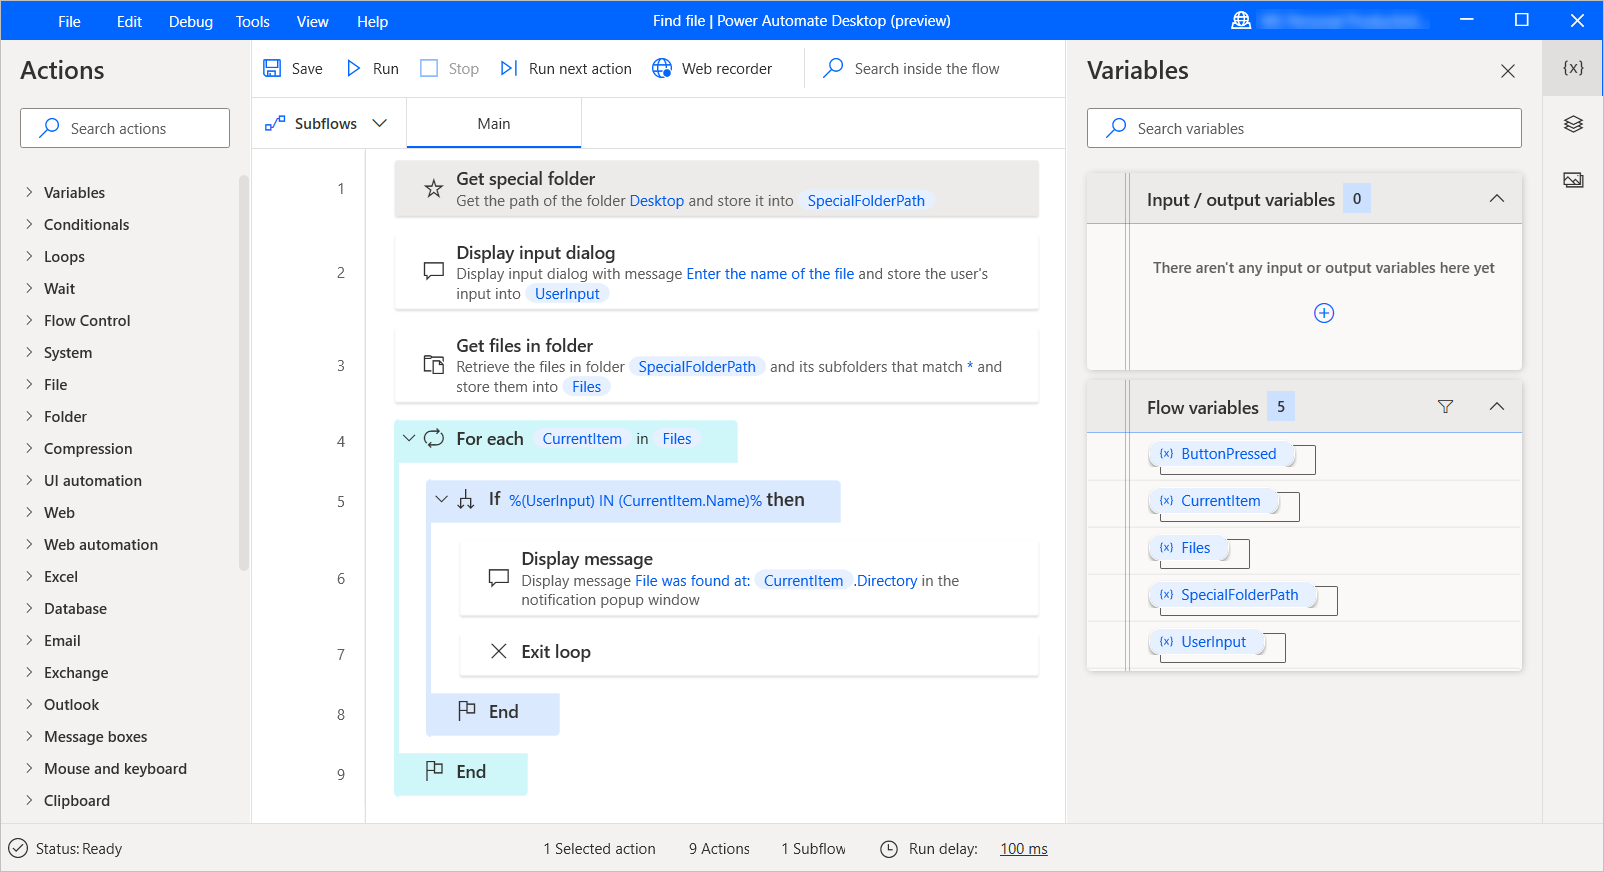 File Edit Debug Tools View Help
Find file | Power Automate Desktop (preview)
Actions
Search actions
Variables
Conditionals
Loops
Wait
Flow Control
System
File
Folder
Compression
UI automation
Web
Web automation
Excel
Database
Email
Exchange
Outlook
Message boxes
Mouse and keyboard
Clipboard
Save Run Stop Run next action Web recorder Search inside the flow
Subflows Main
1 Get special folder
Get the path of the folder Desktop and store it into SpecialFolderPath
2 Display input dialog
Display input dialog with message Enter the name of the file and store the user's
input into UserInput
3 Get files in folder
Retrieve the files in folder SpecialFolderPath and its subfolders that match * and
store them into Files
4 For each CurrentItem in Files
5 If %(UserInput) IN (CurrentItem.Name)% then
6 Display message
Display message File was found at: CurrentItem .Directory in the
notification popup window
7 Exit loop
8 End
9 End
Variables
{x}
Search variables
Input / output variables 0
There aren't any input or output variables here yet
Flow variables 5
{x} ButtonPressed
{x} CurrentItem
{x} Files
{x} SpecialFolderPath
{x} UserInput
Status: Ready 1 Selected action 9 Actions 1 Subflow Run delay: 100 ms